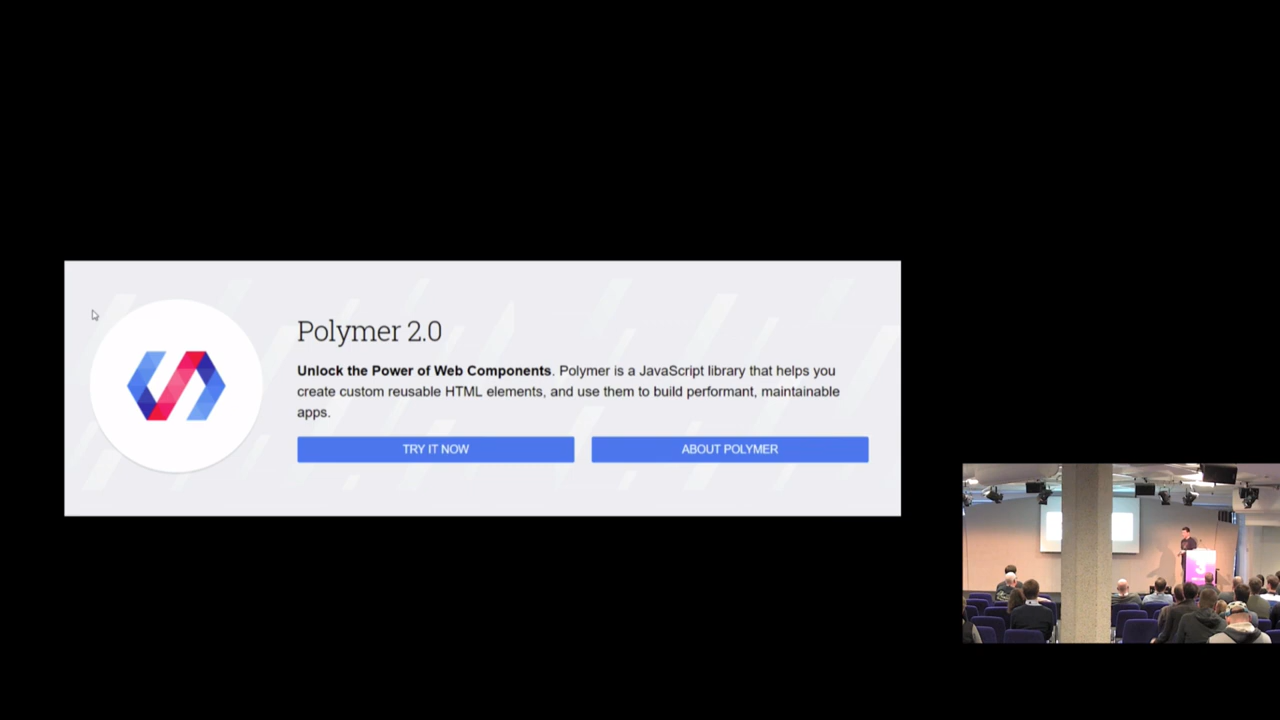 Polymer 2.0
Unlock the Power of Web Components. Polymer is a JavaScript library that helps you
create custom reusable HTML elements, and use them to build performant, maintainable
apps.
TRY IT NOW
ABOUT POLYMER
3